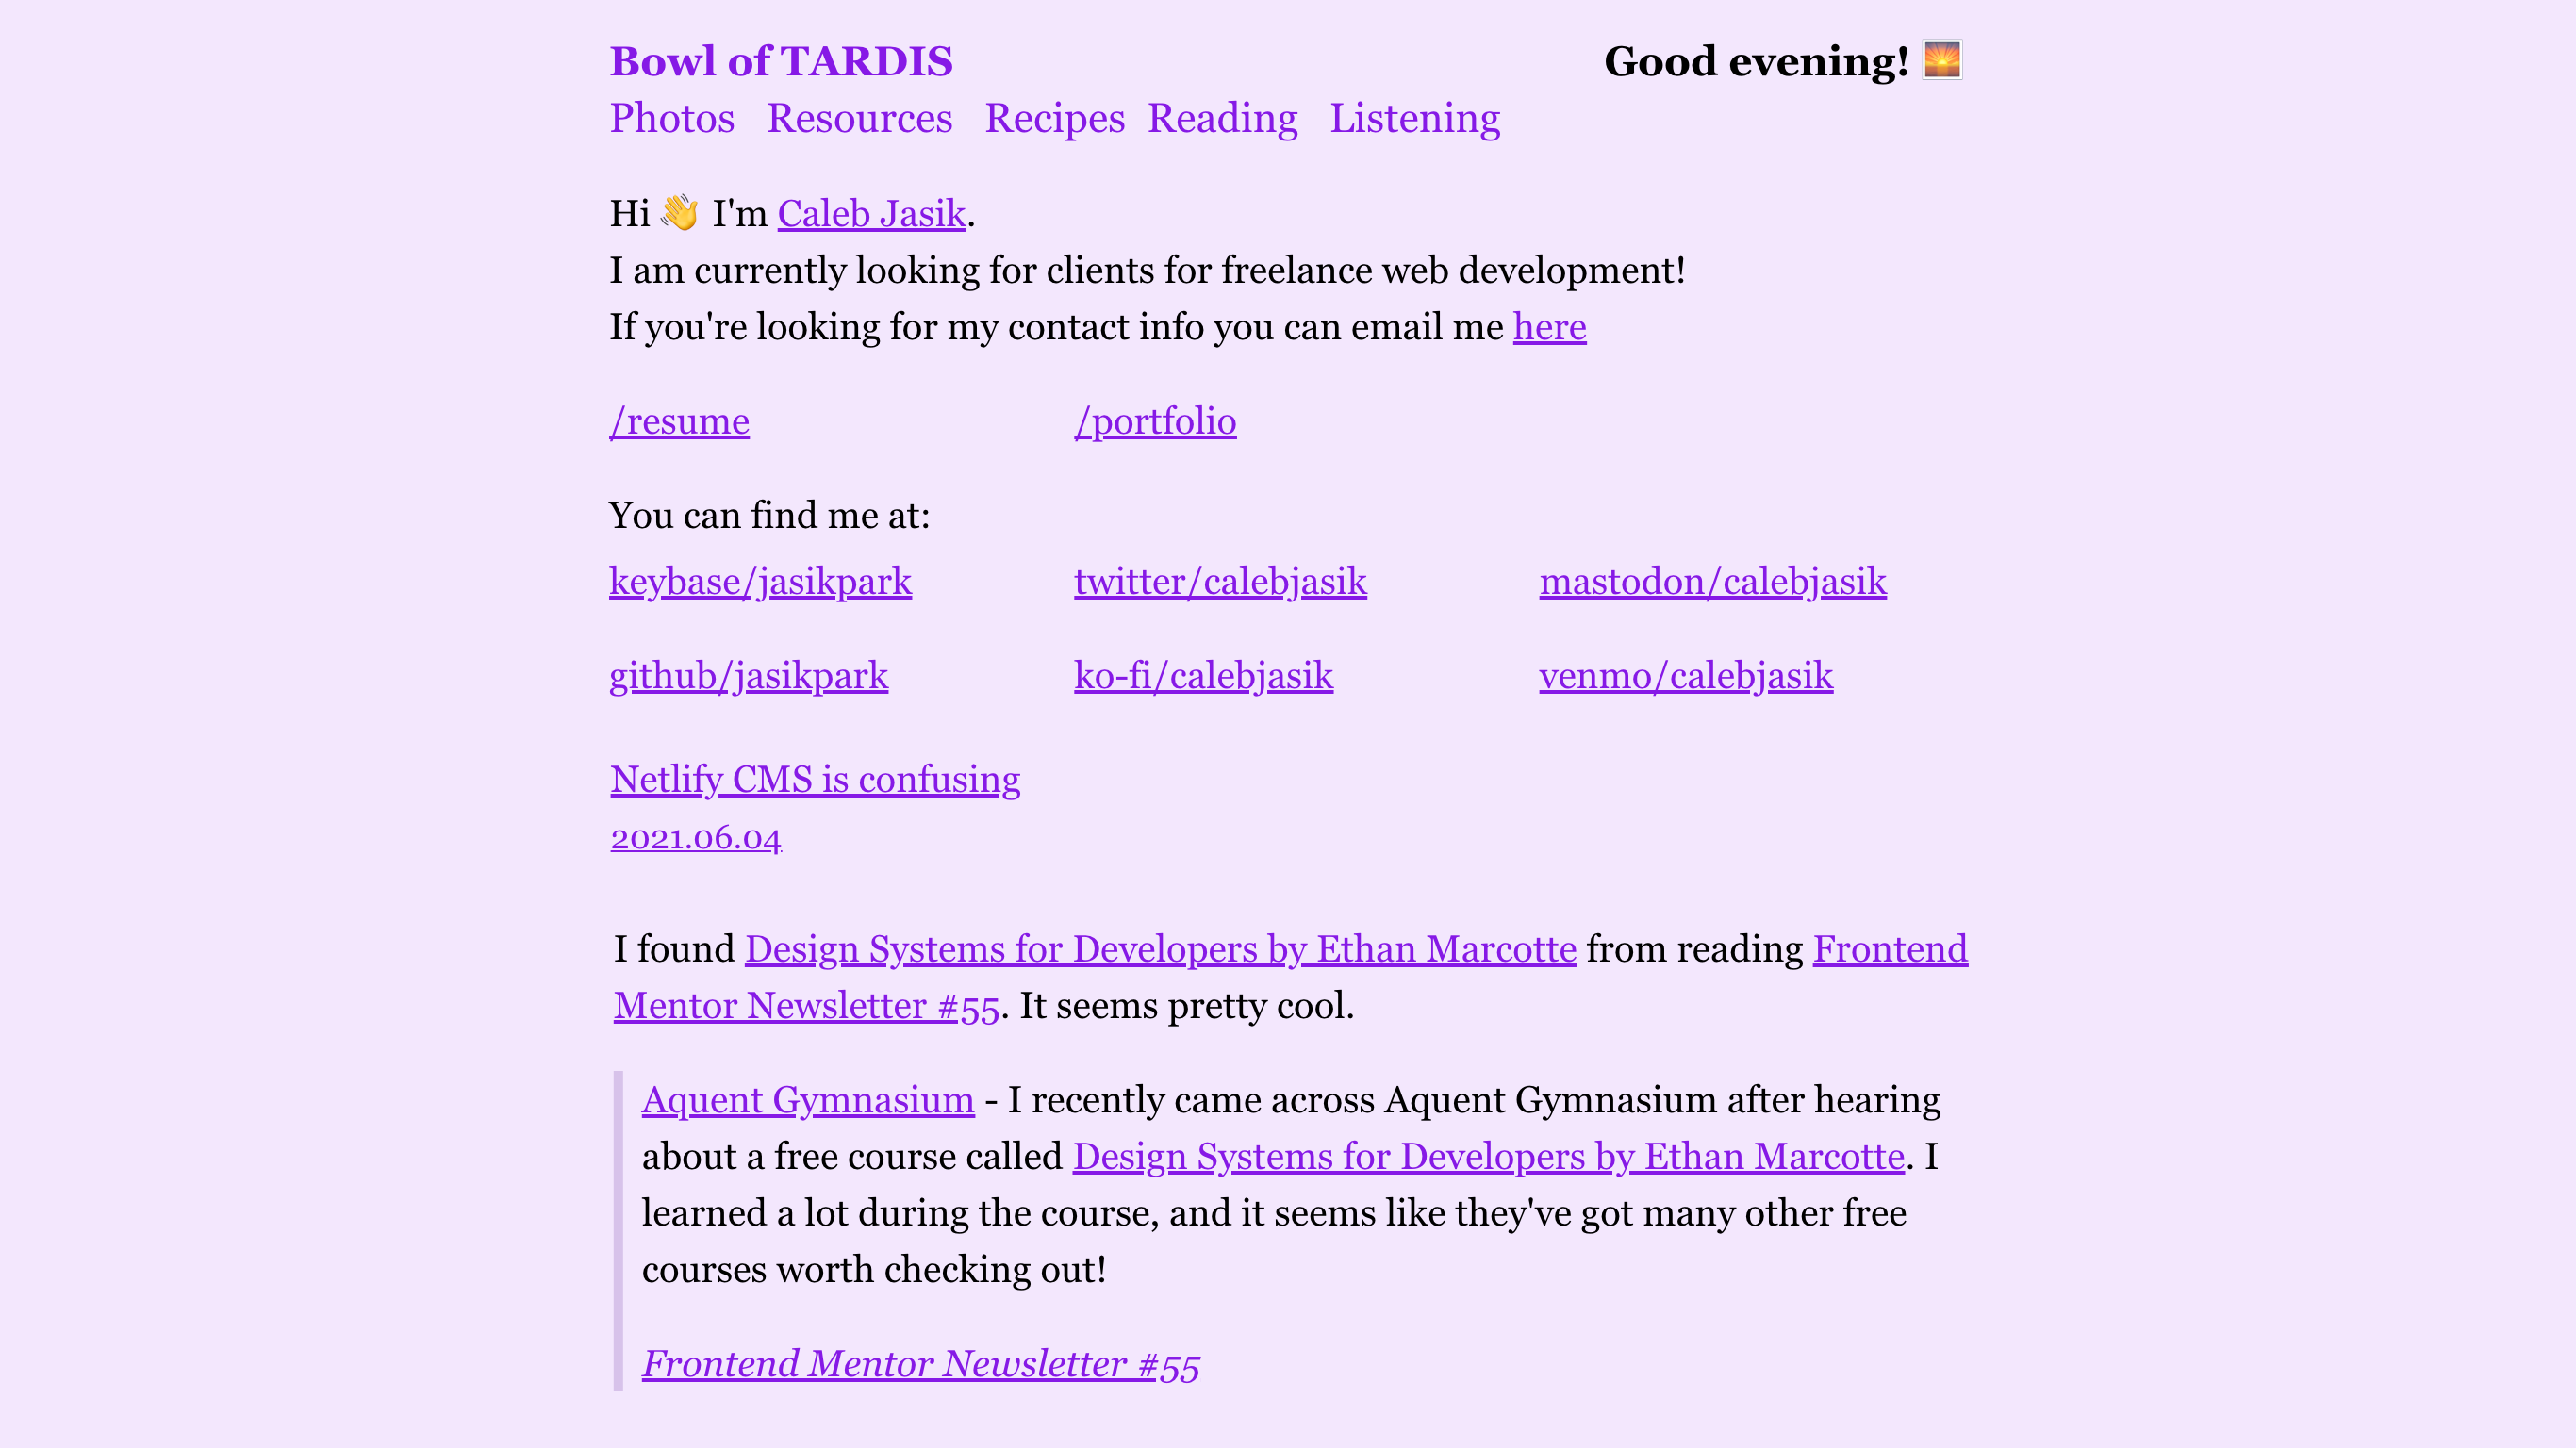 Bowl of TARDIS Good evening! 🌅
Photos Resources Recipes Reading Listening
Hi 👋 I'm Caleb Jasik.
I am currently looking for clients for freelance web development!
If you're looking for my contact info you can email me here
/resume /portfolio
You can find me at:
keybase/jasikpark twitter/calebjasik mastodon/calebjasik
github/jasikpark ko-fi/calebjasik venmo/calebjasik
Netlify CMS is confusing
2021.06.04
I found Design Systems for Developers by Ethan Marcotte from reading Frontend
Mentor Newsletter #55. It seems pretty cool.
Aquent Gymnasium - I recently came across Aquent Gymnasium after hearing
about a free course called Design Systems for Developers by Ethan Marcotte. I
learned a lot during the course, and it seems like they've got many other free
courses worth checking out!
Frontend Mentor Newsletter #55